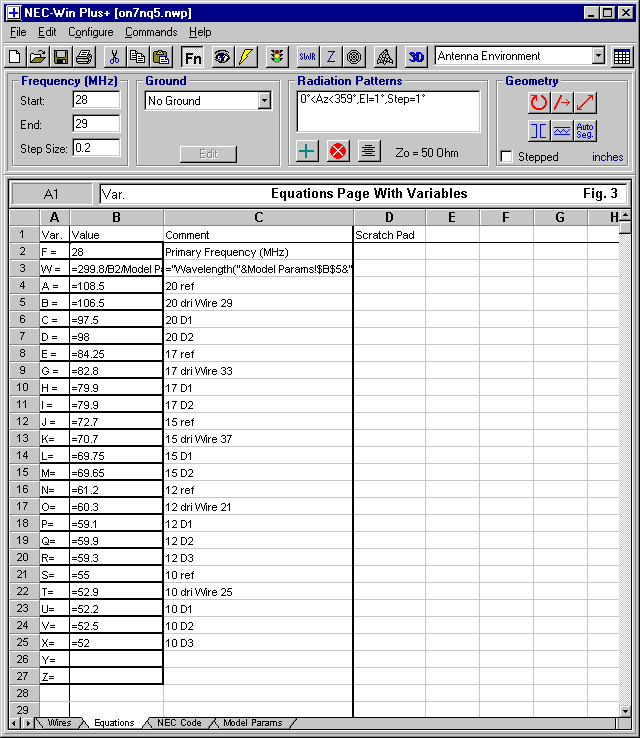 NEC-Win Plus+ [on7nq5.nwp]
File Edit Configure Commands Help
Fn SWR Z 3D Antenna Environment
Frequency (MHz) Ground Radiation Patterns Geometry
Start: 28 No Ground 0°<Az<359°,El=1°,Step=1°
End: 29
Step Size: 0.2 Edit Zo = 50 Ohm Auto Seg. Stepped inches
A1 Var. Equations Page With Variables Fig. 3
A B C D E F G H
1 Var. Value Comment Scratch Pad
2 F = 28 Primary Frequency (MHz)
3 W = =299.8/B2/Model Pa ="Wavelength("&Model Params!$B$5&"
4 A = =108.5 20 ref
5 B = =106.5 20 dri Wire 29
6 C = =97.5 20 D1
7 D = =98 20 D2
8 E = =84.25 17 ref
9 G = =82.8 17 dri Wire 33
10 H = =79.9 17 D1
11 I = =79.9 17 D2
12 J = =72.7 15 ref
13 K= =70.7 15 dri Wire 37
14 L= =69.75 15 D1
15 M= =69.65 15 D2
16 N= =61.2 12 ref
17 O= =60.3 12 dri Wire 21
18 P= =59.1 12 D1
19 Q= =59.9 12 D2
20 R= =59.3 12 D3
21 S= =55 10 ref
22 T= =52.9 10 dri Wire 25
23 U= =52.2 10 D1
24 V= =52.5 10 D2
25 X= =52 10 D3
26 Y=
27 Z=
28
29
Wires Equations NEC Code Model Params